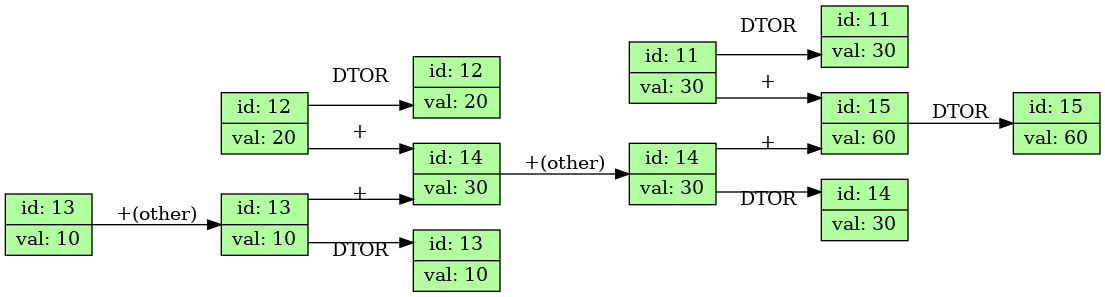 id: 13
val: 10
+(other)
id: 12
val: 20
id: 13
val: 10
DTOR
+
+
DTOR
id: 12
val: 20
id: 14
val: 30
id: 13
val: 10
+(other)
id: 11
val: 30
id: 14
val: 30
DTOR
+
+
DTOR
id: 11
val: 30
id: 15
val: 60
id: 14
val: 30
DTOR
id: 15
val: 60